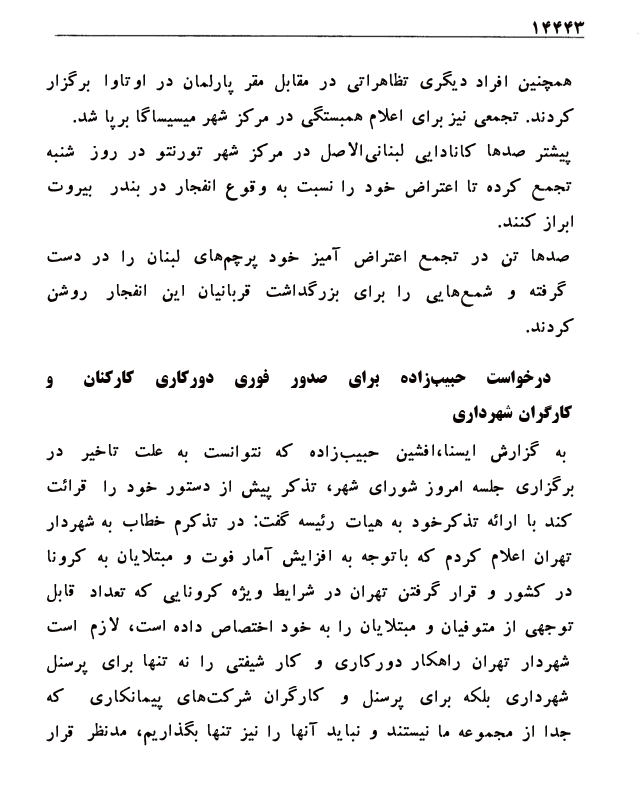 ۱۴۴۴۳
همچنین افراد دیگری تظاهراتی در مقابل مقر پارلمان در اوتاوا برگزار
کردند. تجمعی نیز برای اعلام همبستگی در مرکز شهر میسیساگا برپا شد.
پیشتر صدها کانادایی لبنانی‌الاصل در مرکز شهر تورنتو در روز شنبه
تجمع کرده تا اعتراض خود را نسبت به وقوع انفجار در بندر بیروت
ابراز کنند.
صدها تن در تجمع اعتراض آمیز خود پرچم‌های لبنان را در دست
گرفته و شمع‌هایی را برای بزرگداشت قربانیان این انفجار روشن
کردند.
درخواست حبیب‌زاده برای صدور فوری دورکاری کارکنان و
کارگران شهرداری
به گزارش ایسنا،افشین حبیب‌زاده که نتوانست به علت تاخیر در
برگزاری جلسه امروز شورای شهر، تذکر پیش از دستور خود را قرائت
کند با ارائه تذکرخود به هیات رئیسه گفت: در تذکرم خطاب به شهردار
تهران اعلام کردم که باتوجه به افزایش آمار فوت و مبتلایان به کرونا
در کشور و قرار گرفتن تهران در شرایط ویژه کرونایی که تعداد قابل
توجهی از متوفیان و مبتلایان را به خود اختصاص داده است، لازم است
شهردار تهران راهکار دورکاری و کار شیفتی را نه تنها برای پرسنل
شهرداری بلکه برای پرسنل و کارگران شرکت‌های پیمانکاری که
جدا از مجموعه ما نیستند و نباید آنها را نیز تنها بگذاریم، مدنظر قرار